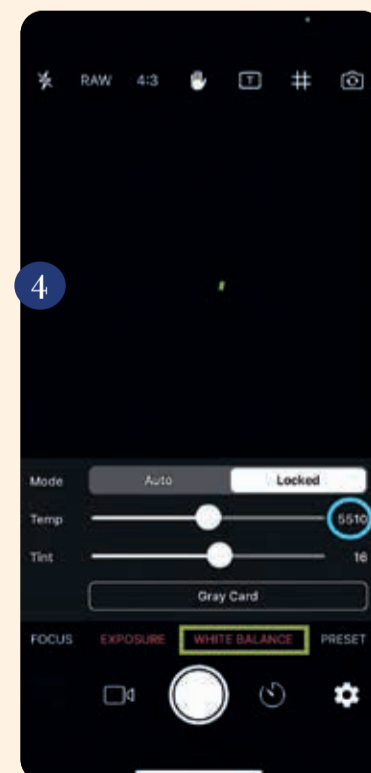 RAW 4:3 T
4
Mode Auto Locked
Temp 5510
Tint 16
Gray Card
FOCUS EXPOSURE WHITE BALANCE PRESET